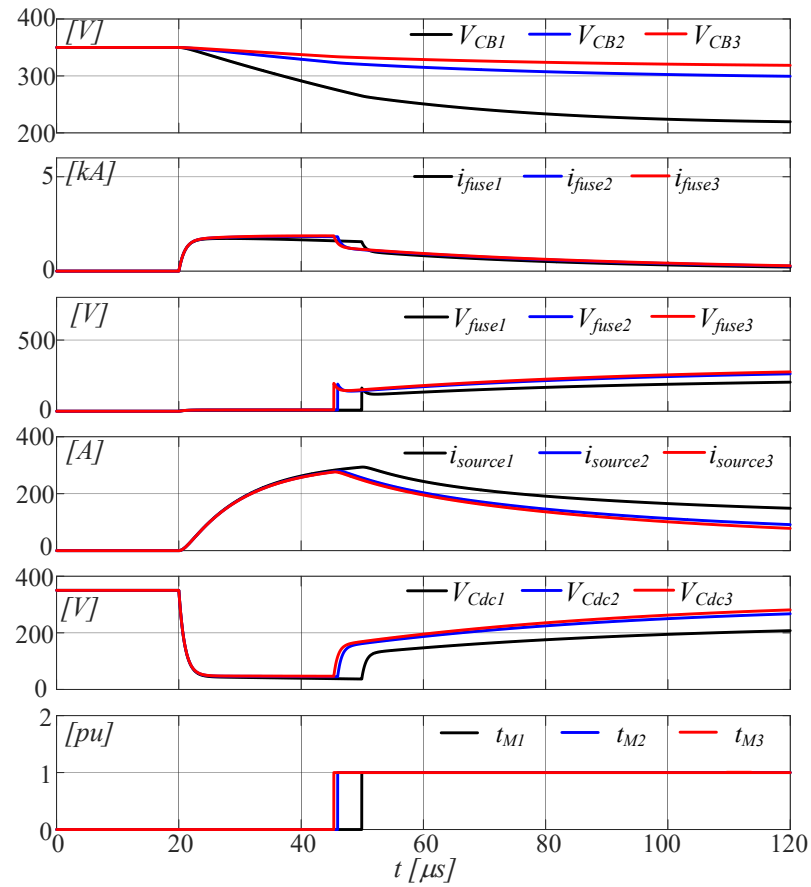 [V] V_CB1 V_CB2 V_CB3
400
300
200
[kA] i_fuse1 i_fuse2 i_fuse3
5
0
[V] V_fuse1 V_fuse2 V_fuse3
500
0
[A] i_source1 i_source2 i_source3
400
200
0
[V] V_Cdc1 V_Cdc2 V_Cdc3
400
200
0
[pu] t_M1 t_M2 t_M3
2
1
0
0 20 40 60 80 100 120
t [μs]